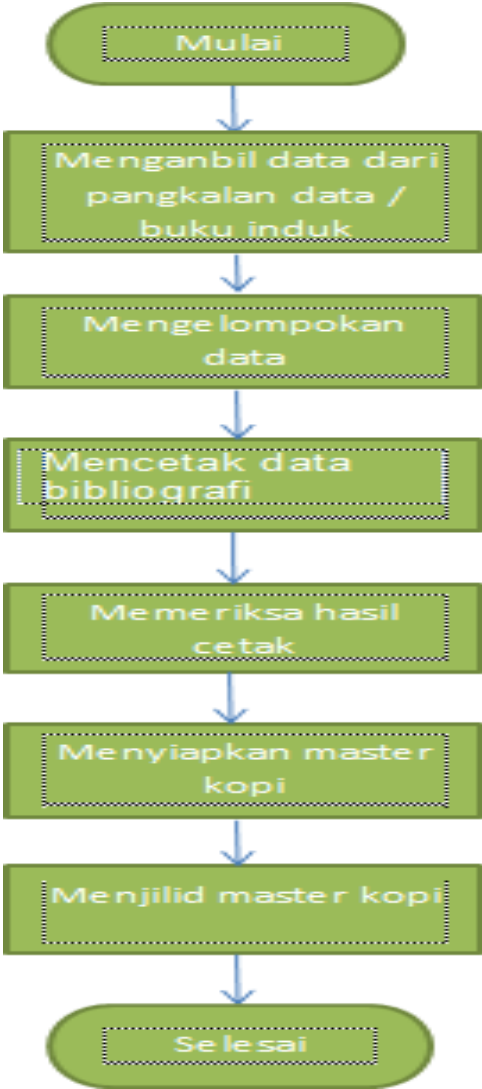 Mulai
Menganbil data dari
pangkalan data /
buku induk
Mengelompokan
data
Mencetak data
bibliografi
Memeriksa hasil
cetak
Menyiapkan master
kopi
Menjilid master kopi
Selesai